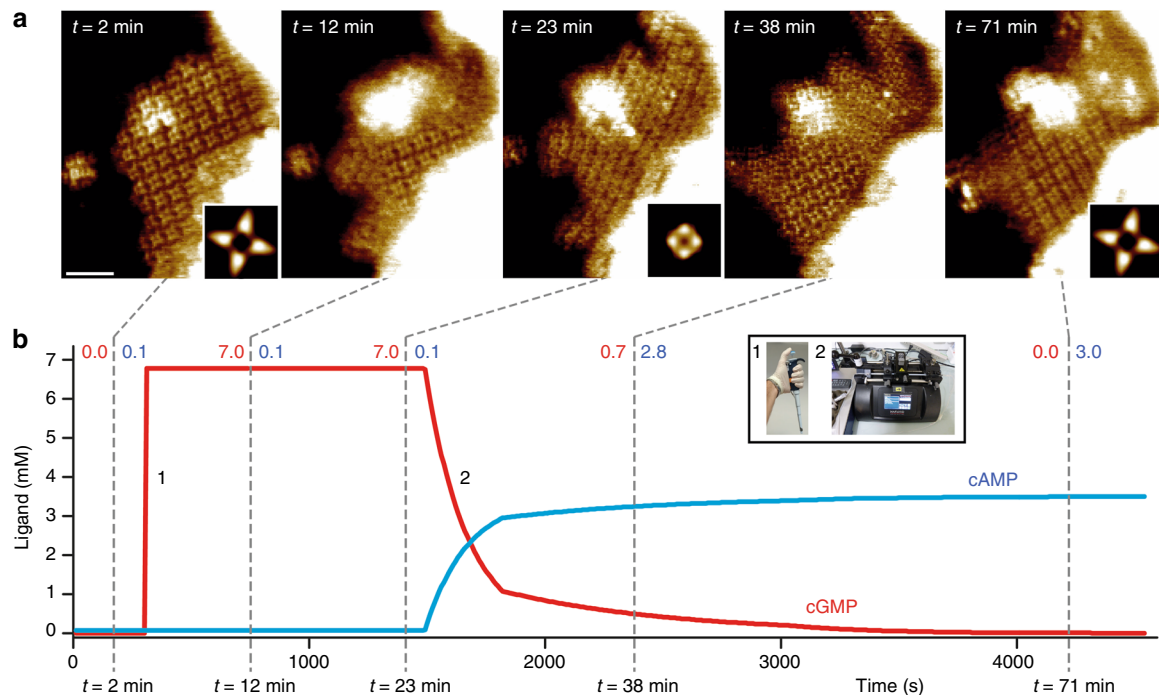 a
t = 2 min
t = 12 min
t = 23 min
t = 38 min
t = 71 min
b
0.0 0.1
7.0 0.1
7.0 0.1
0.7 2.8
0.0 3.0
1 2
7
6
5
4
3
2
1
0
Ligand (mM)
1
2
cAMP
cGMP
0 1000 2000 3000 4000
Time (s)
t = 2 min
t = 12 min
t = 23 min
t = 38 min
t = 71 min